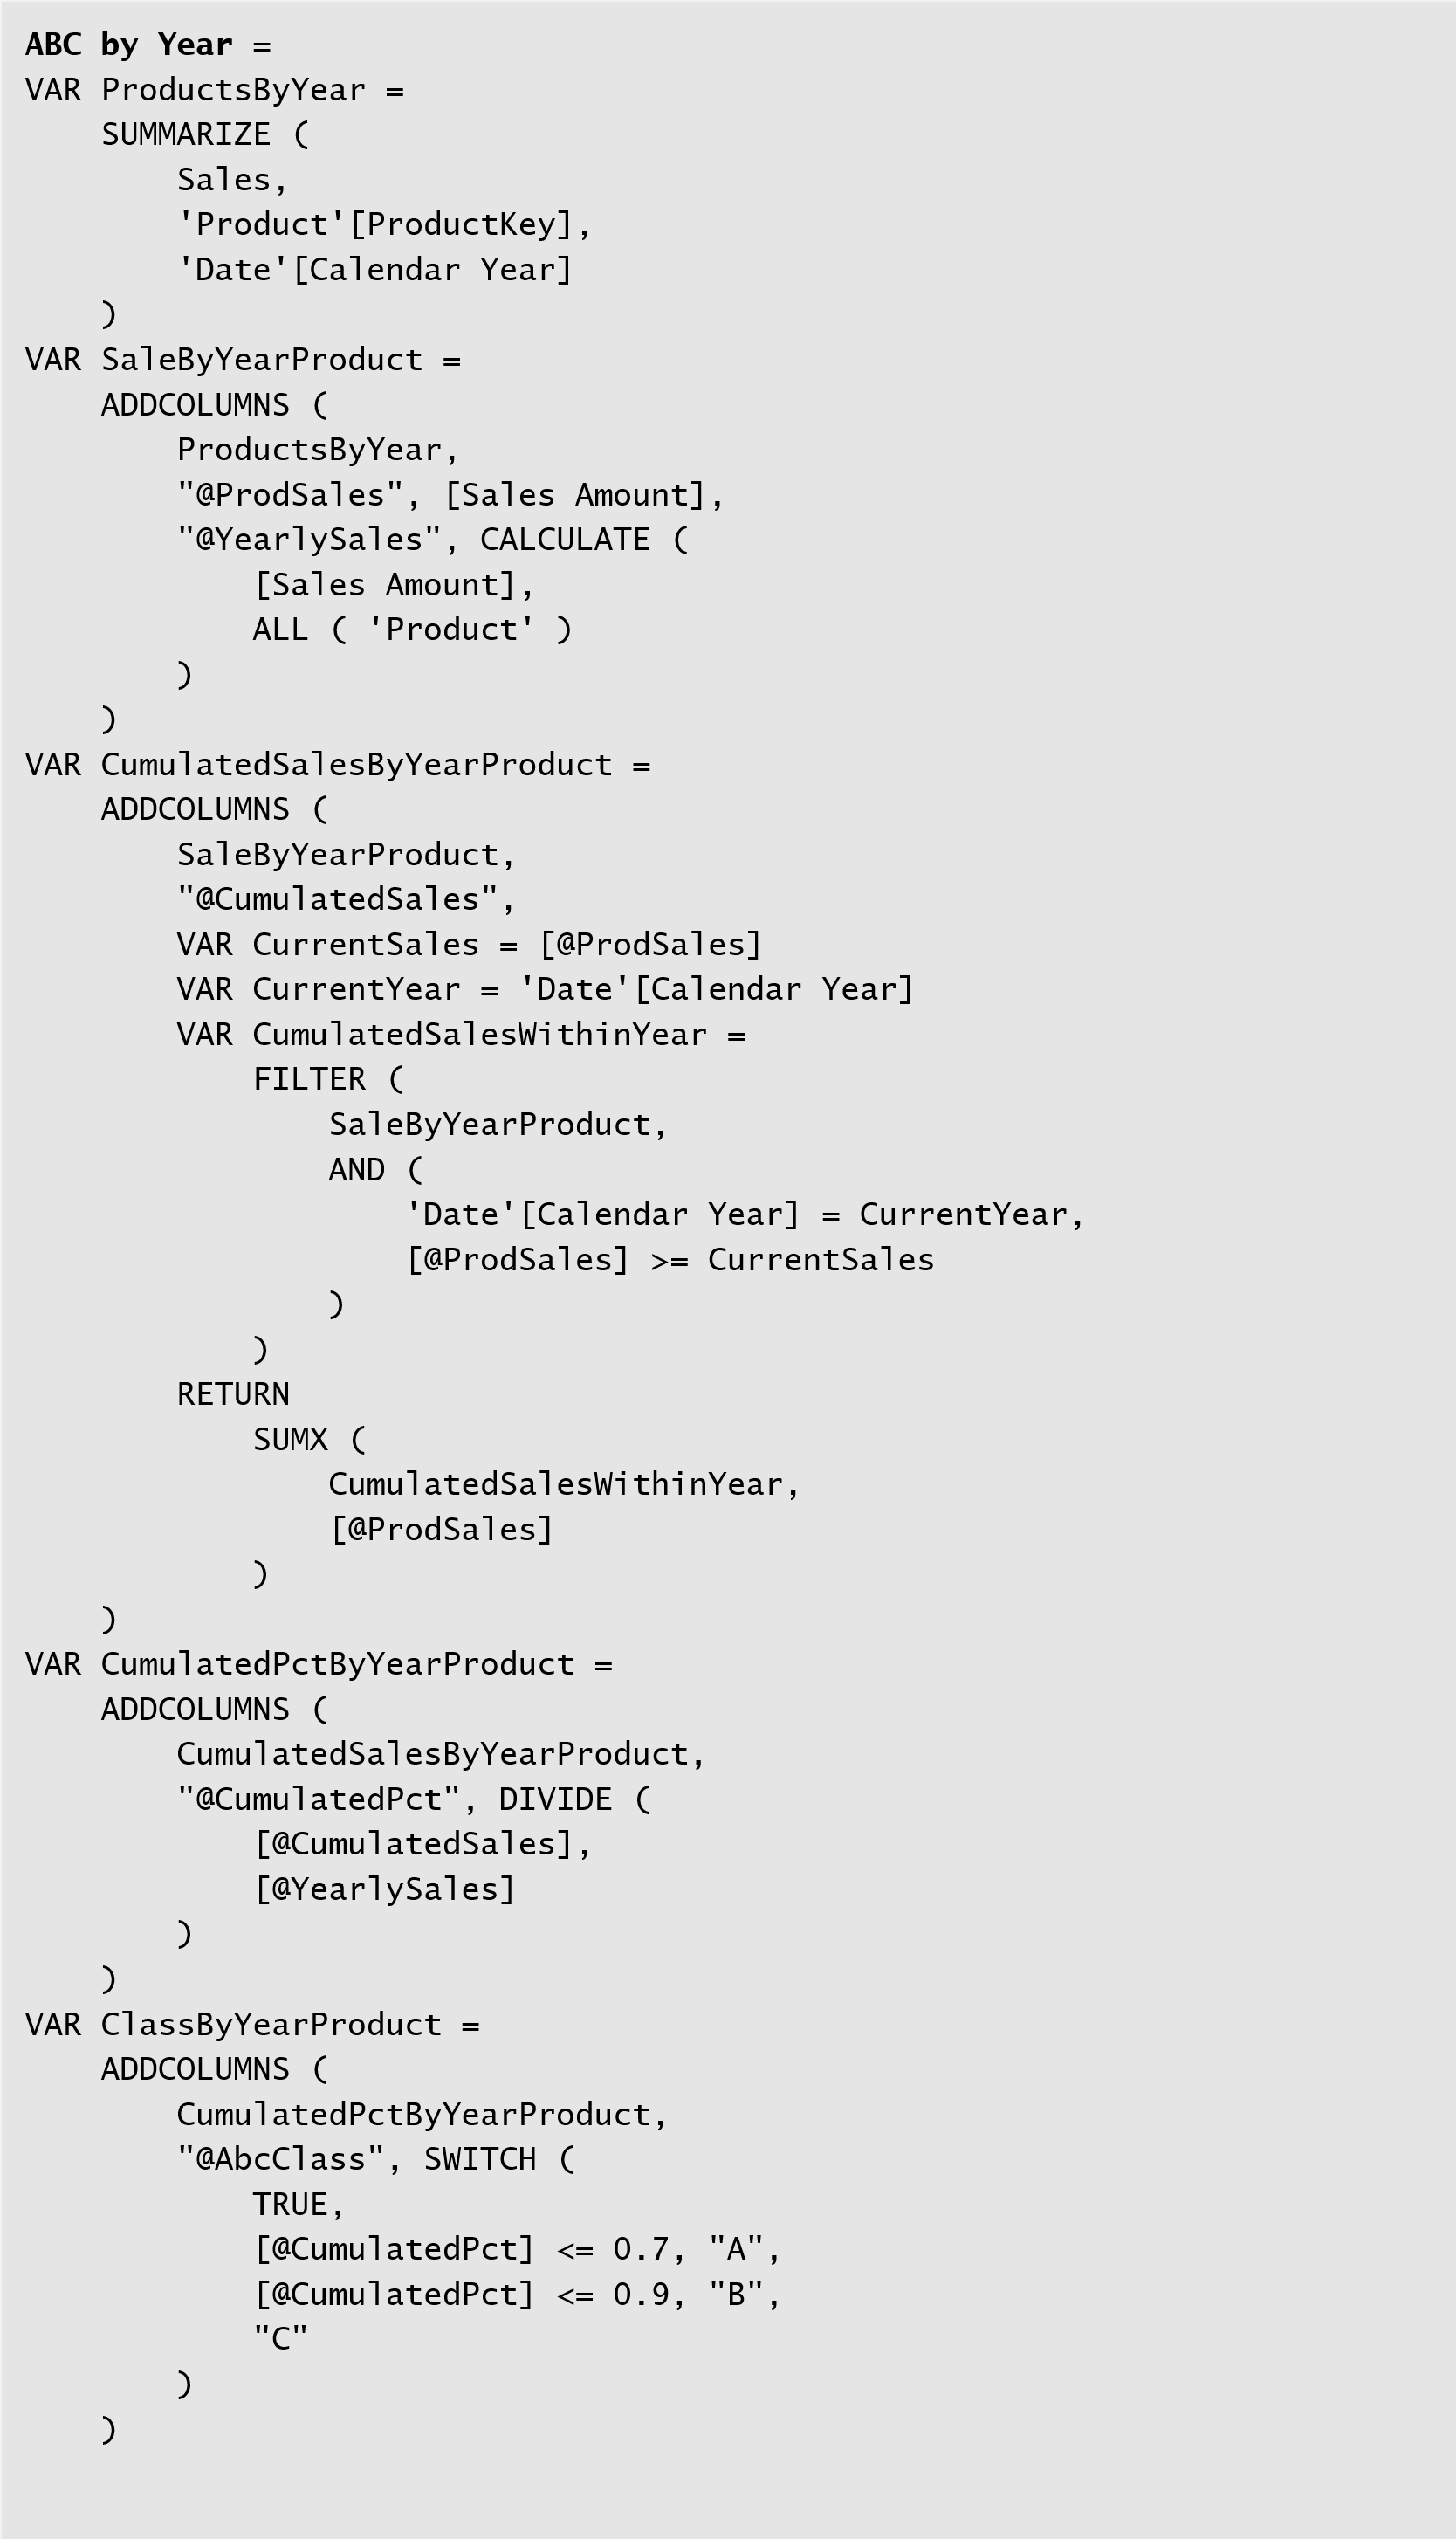 ABC by Year =
VAR ProductsByYear =
    SUMMARIZE (
        Sales,
        'Product'[ProductKey],
        'Date'[Calendar Year]
    )
VAR SaleByYearProduct =
    ADDCOLUMNS (
        ProductsByYear,
        "@ProdSales", [Sales Amount],
        "@YearlySales", CALCULATE (
            [Sales Amount],
            ALL ( 'Product' )
        )
    )
VAR CumulatedSalesByYearProduct =
    ADDCOLUMNS (
        SaleByYearProduct,
        "@CumulatedSales",
        VAR CurrentSales = [@ProdSales]
        VAR CurrentYear = 'Date'[Calendar Year]
        VAR CumulatedSalesWithinYear =
            FILTER (
                SaleByYearProduct,
                AND (
                    'Date'[Calendar Year] = CurrentYear,
                    [@ProdSales] >= CurrentSales
                )
            )
        RETURN
            SUMX (
                CumulatedSalesWithinYear,
                [@ProdSales]
            )
    )
VAR CumulatedPctByYearProduct =
    ADDCOLUMNS (
        CumulatedSalesByYearProduct,
        "@CumulatedPct", DIVIDE (
            [@CumulatedSales],
            [@YearlySales]
        )
    )
VAR ClassByYearProduct =
    ADDCOLUMNS (
        CumulatedPctByYearProduct,
        "@AbcClass", SWITCH (
            TRUE,
            [@CumulatedPct] <= 0.7, "A",
            [@CumulatedPct] <= 0.9, "B",
            "C"
        )
    )